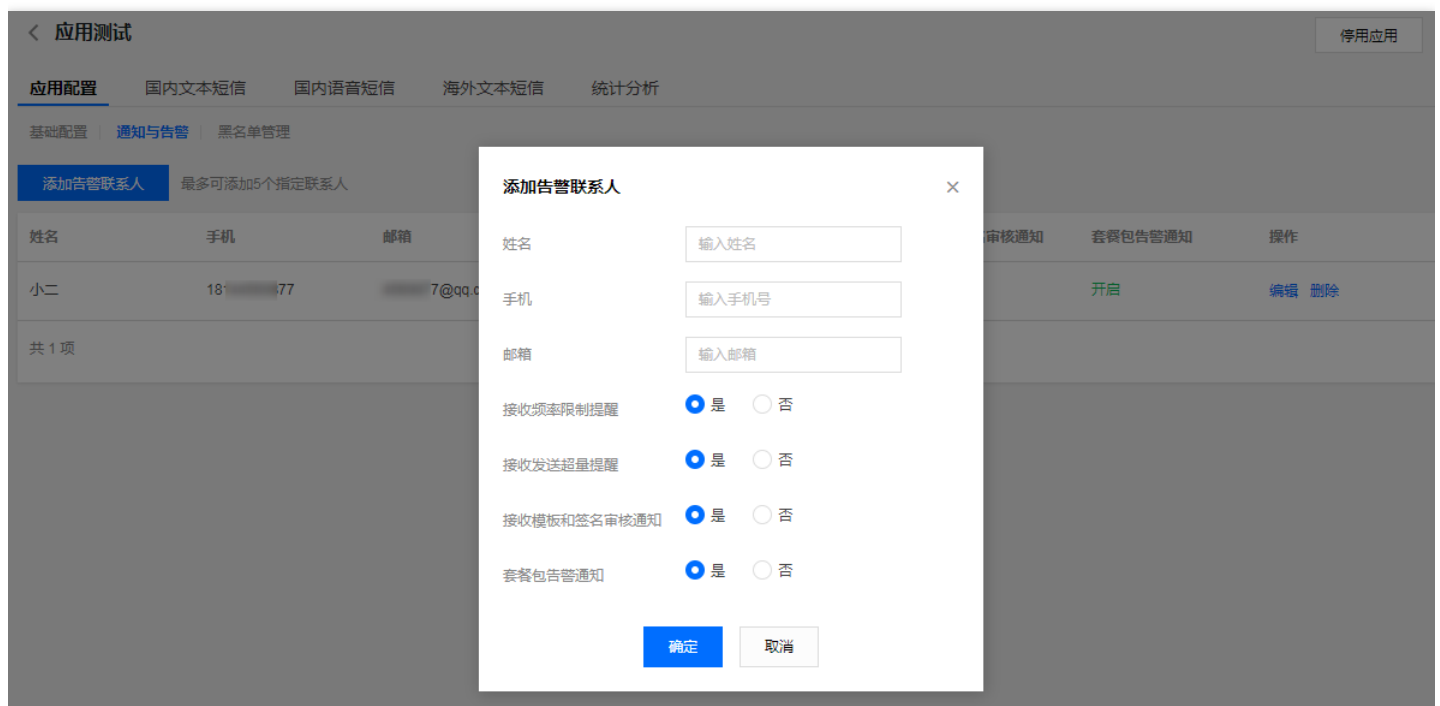 应用测试
停用应用
应用配置 国内文本短信 国内语音短信 海外文本短信 统计分析
基础配置 通知与告警 黑名单管理
添加告警联系人 最多可添加5个指定联系人
姓名 手机 邮箱 审核通知 套餐包告警通知 操作
小二 18 77 7@qq.c 开启 编辑 删除
共 1 项
添加告警联系人
姓名 输入姓名
手机 输入手机号
邮箱 输入邮箱
接收频率限制提醒 是 否
接收发送超量提醒 是 否
接收模板和签名审核通知 是 否
套餐包告警通知 是 否
确定 取消